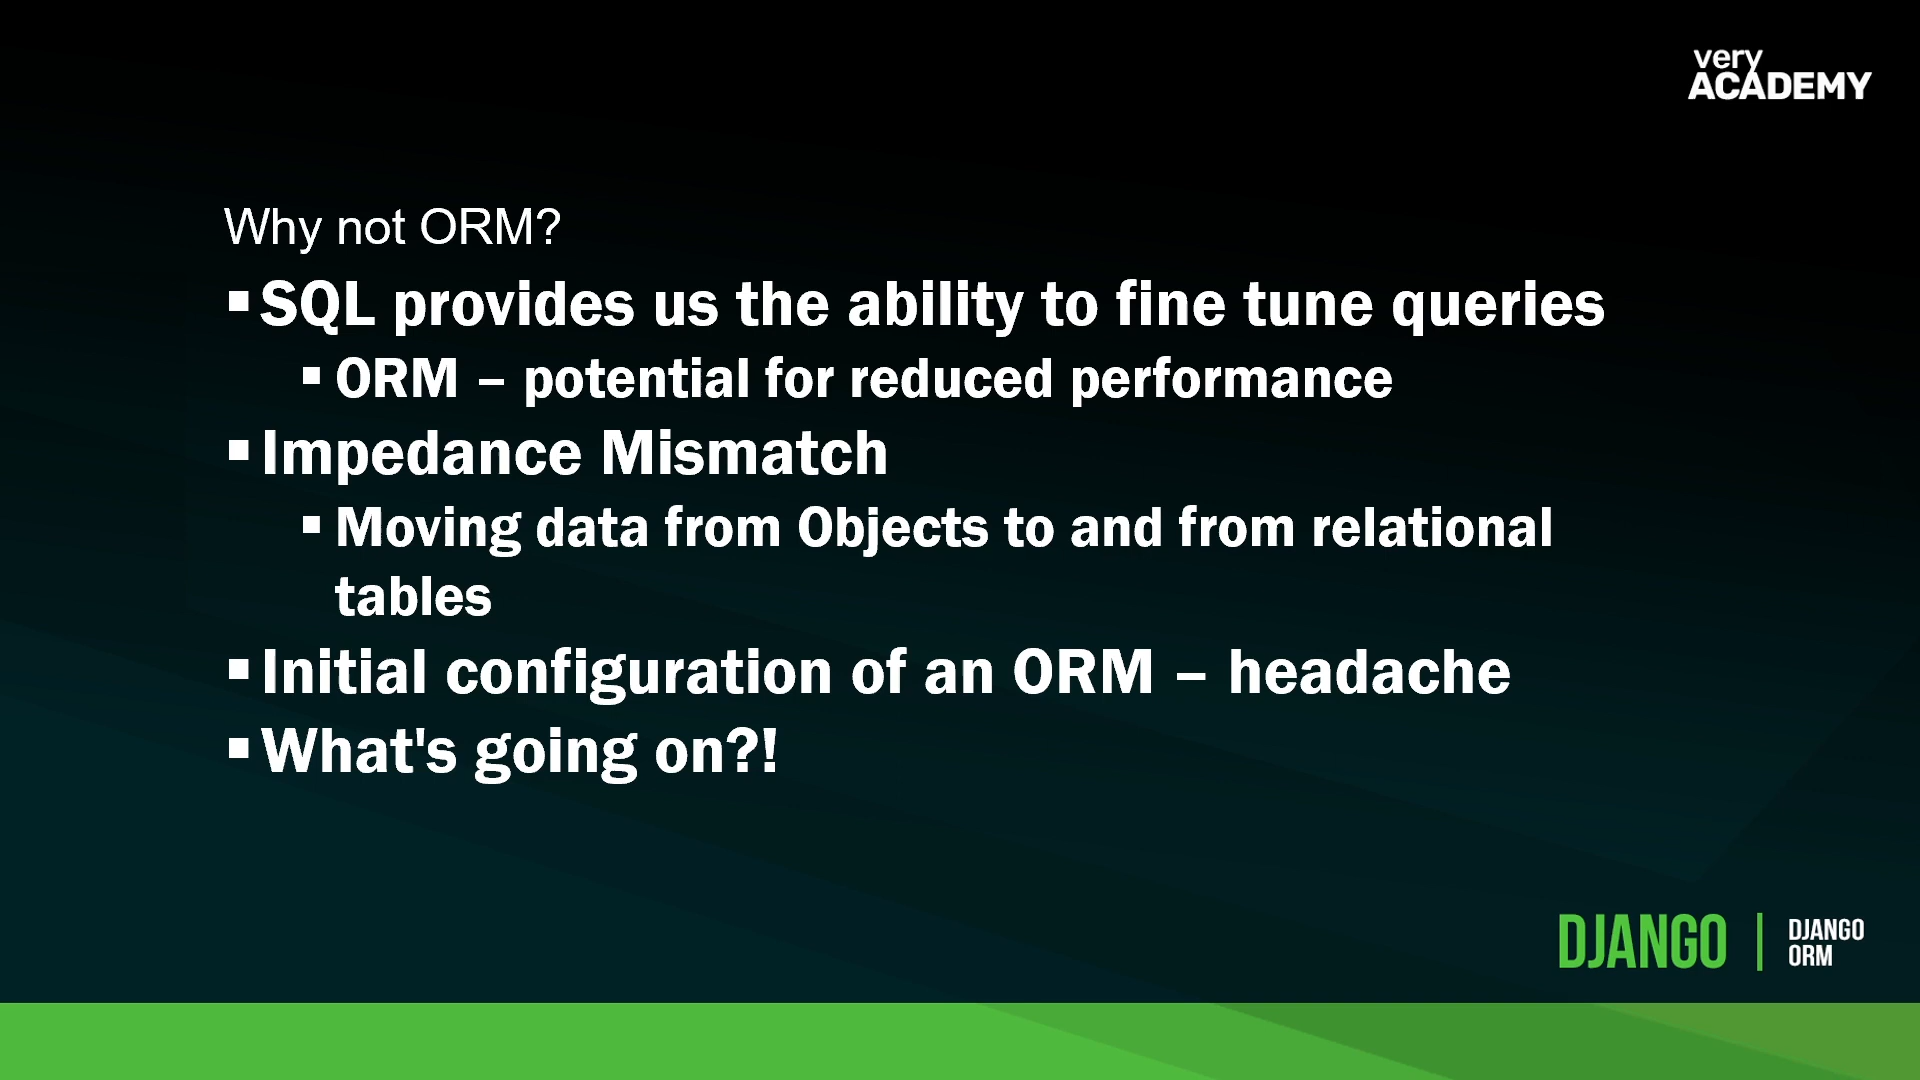 very
ACADEMY
Why not ORM?
▪SQL provides us the ability to fine tune queries
▪ORM – potential for reduced performance
▪Impedance Mismatch
▪Moving data from Objects to and from relational
tables
▪Initial configuration of an ORM – headache
▪What's going on?!
DJANGO | DJANGO
ORM